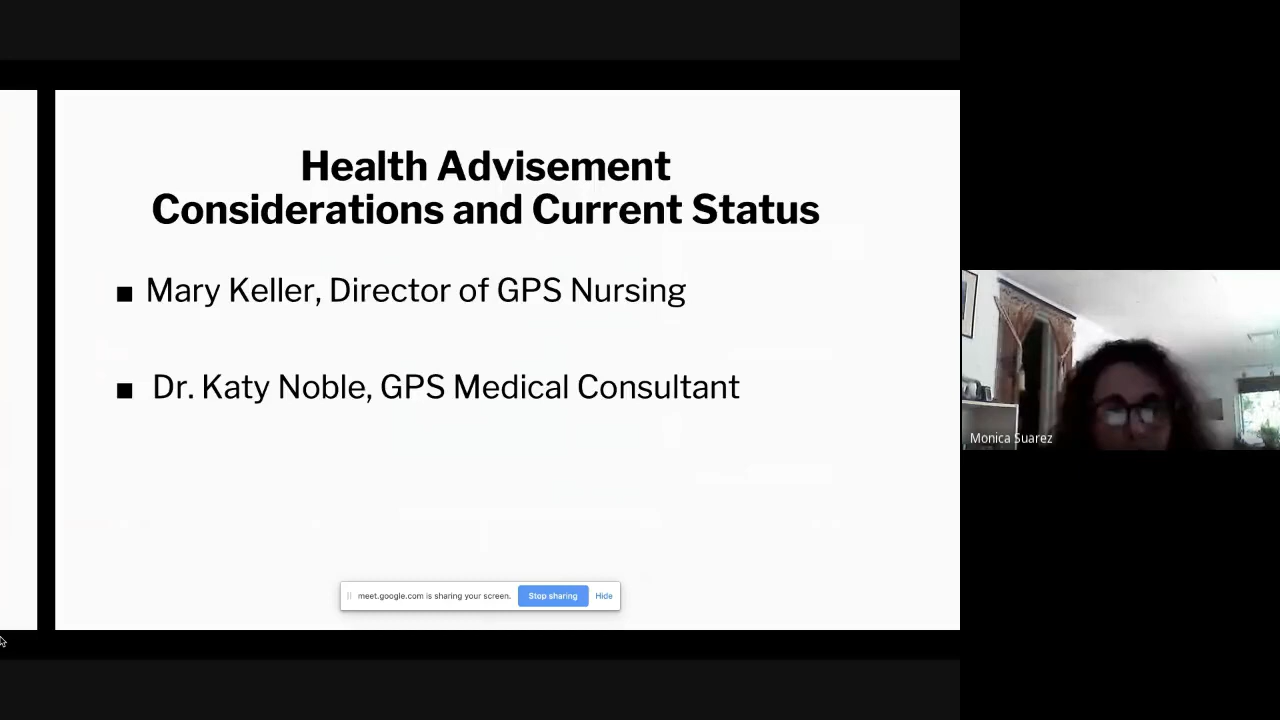 Health Advisement
Considerations and Current Status
■ Mary Keller, Director of GPS Nursing
■ Dr. Katy Noble, GPS Medical Consultant
Monica Suarez
meet.google.com is sharing your screen. Stop sharing Hide